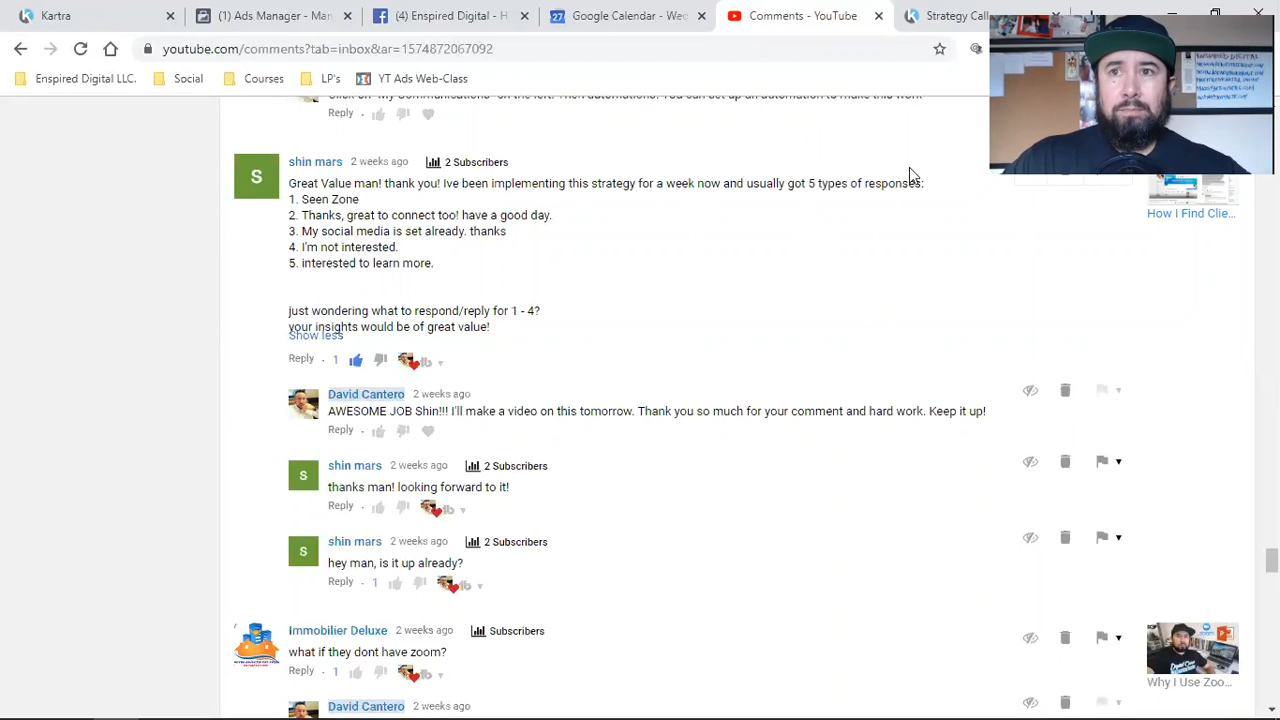 Kartra
(1) Ads Manager - Man
(4) Enspired Digital - H
Google Calendar - Wee
Comments - YouTube
Strategy Call
youtube.com/comments?tab=inbox#1574872067092
Enspired Digital LLC.
Social
Courses
LP's
YT Ads Web-Class
Reply
shin mars 2 weeks ago 2 Subscribers
Great Value man! thank you! Ive been implementing this strategy for a week now and usually got 5 types of responses:
1. Seen zone
2. Thanks, great to connect too! have a good day.
3. My social media is set already. thanks
4. I'm not interested.
5. interested to learn more.
just wondering what to respond/reply for 1 - 4?
your insights would be of great value!
Show less
Reply · 1
How I Find Clie...
David Cantero 2 weeks ago
AWESOME JOB Shin!!! I'll make a video on this tomorrow. Thank you so much for your comment and hard work. Keep it up!
Reply ·
shin mars 2 weeks ago 2 Subscribers
thanks man! looking forward to it!
Reply ·
shin mars 2 weeks ago 2 Subscribers
hey man, is it up already?
Reply · 1
Immobilier Deluxe 2 weeks ago Subscribers
what if they dont have zoom?
Reply · 1
Why I Use Zoo...
David Cantero 2 weeks ago